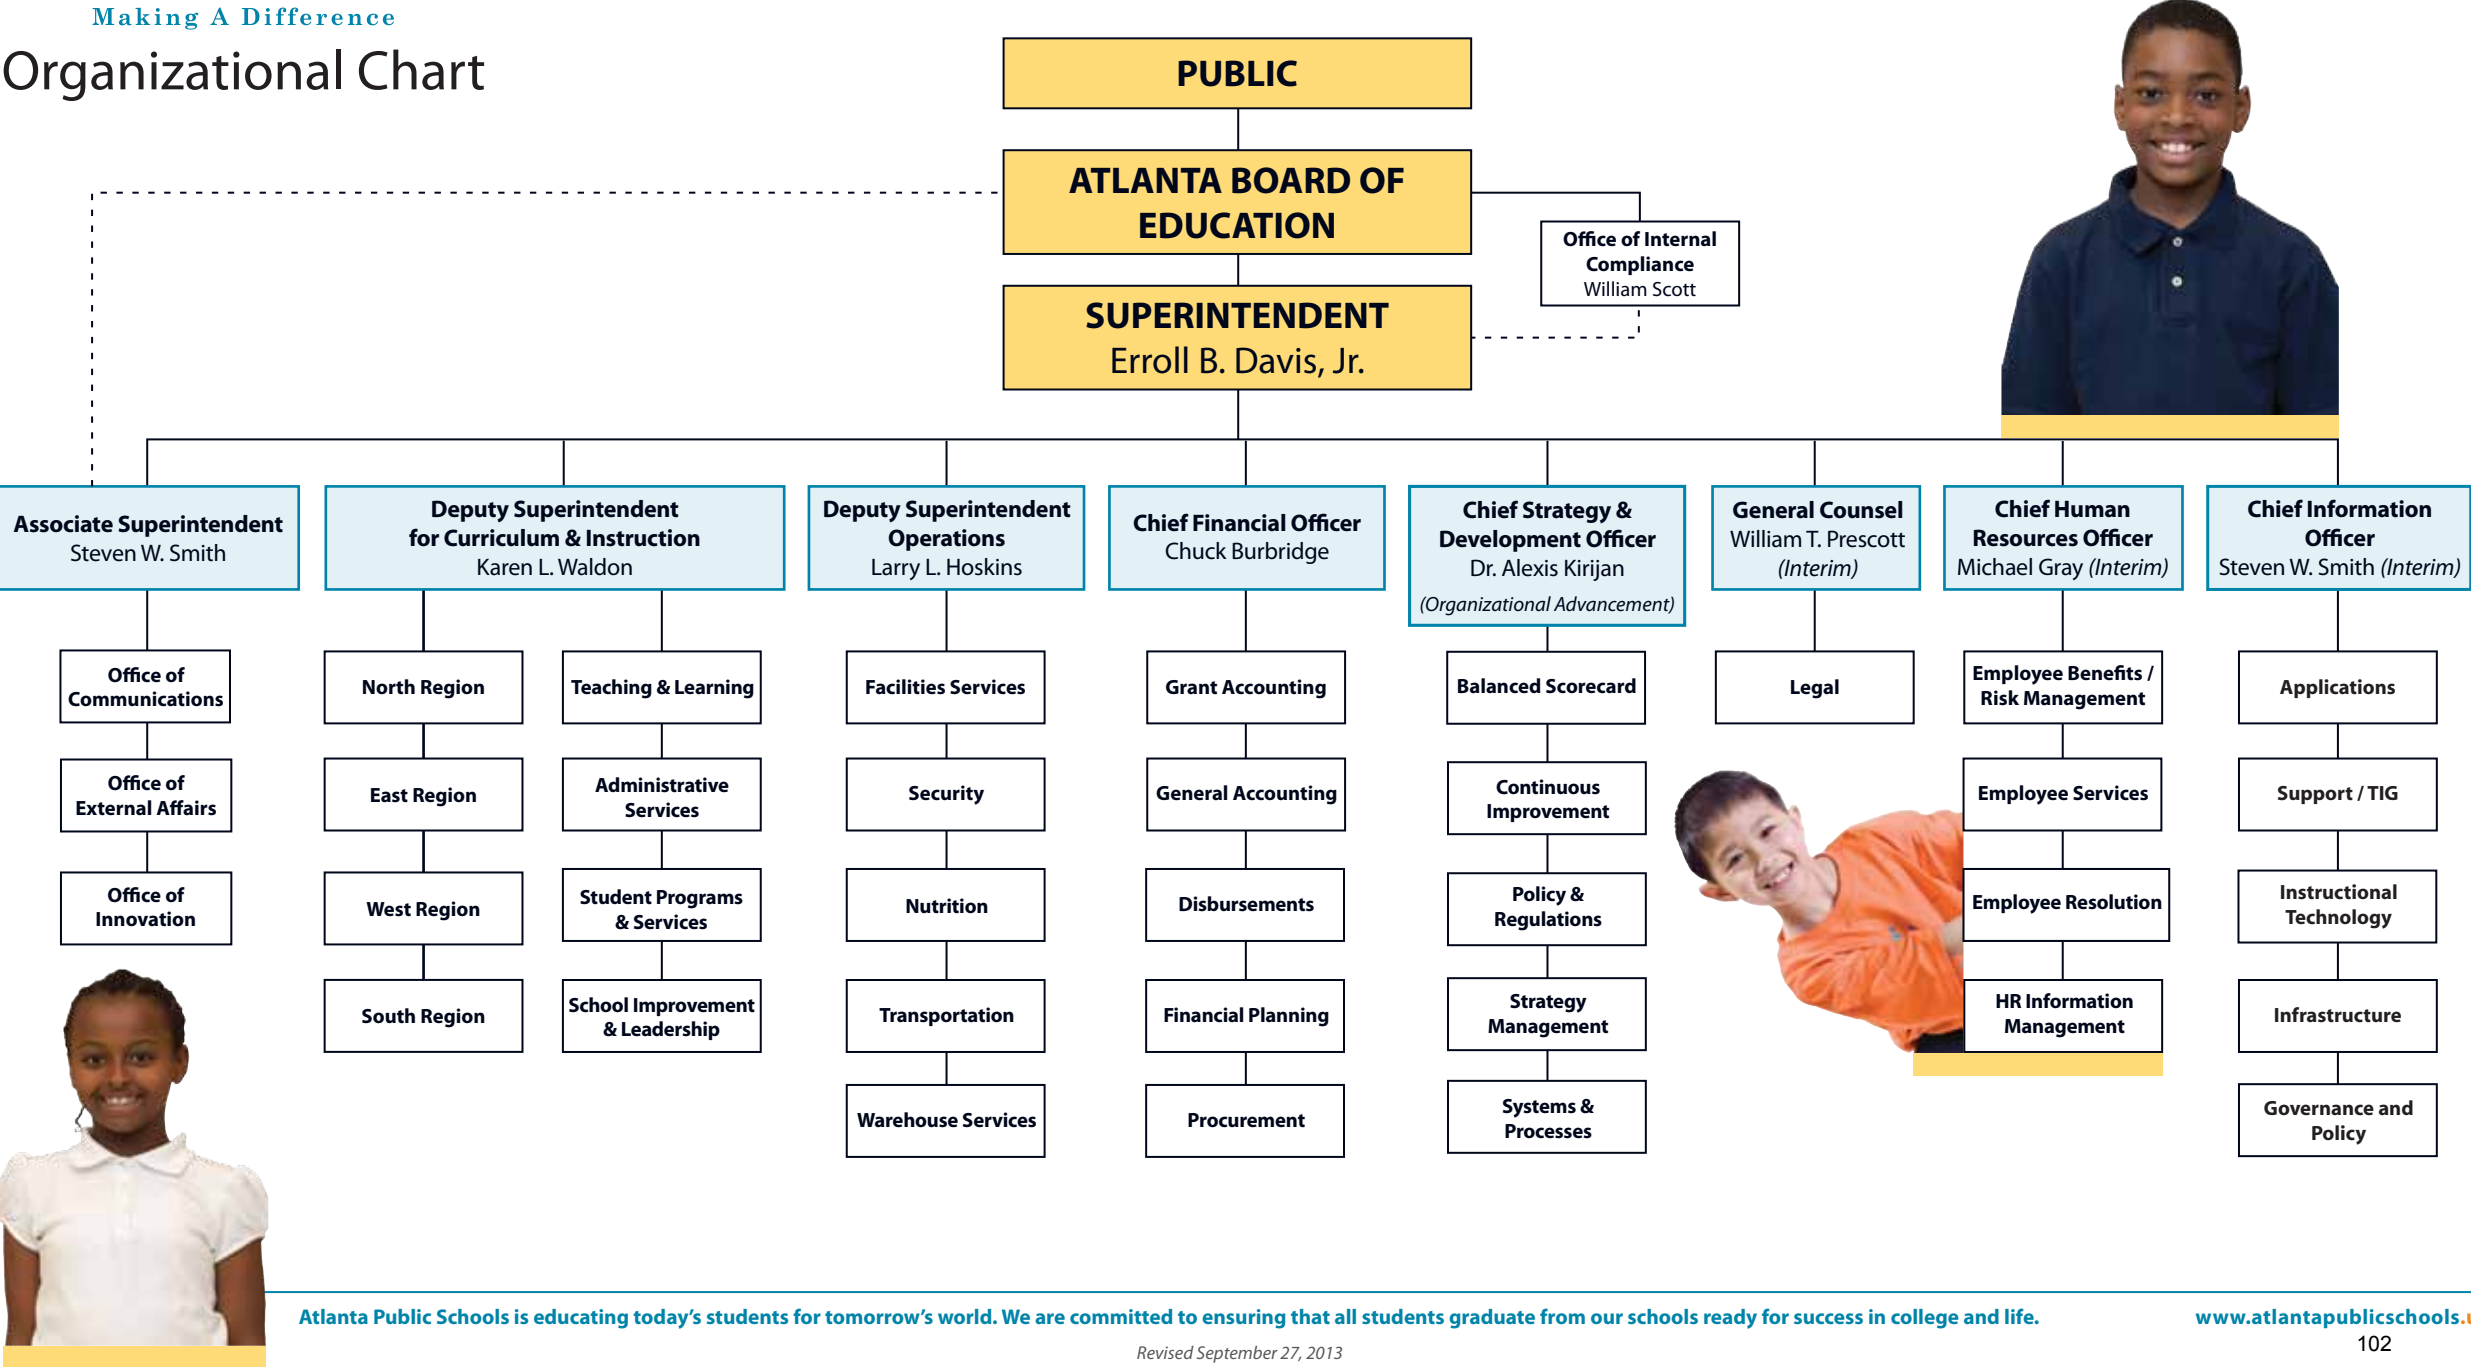 Making A Difference
Organizational Chart
PUBLIC
ATLANTA BOARD OF
EDUCATION
Office of Internal
Compliance
William Scott
SUPERINTENDENT
Erroll B. Davis, Jr.
Associate Superintendent
Steven W. Smith
Office of
Communications
Office of
External Affairs
Office of
Innovation
Deputy Superintendent
for Curriculum & Instruction
Karen L. Waldon
North Region
East Region
West Region
South Region
Teaching & Learning
Administrative
Services
Student Programs
& Services
School Improvement
& Leadership
Deputy Superintendent
Operations
Larry L. Hoskins
Facilities Services
Security
Nutrition
Transportation
Warehouse Services
Chief Financial Officer
Chuck Burbridge
Grant Accounting
General Accounting
Disbursements
Financial Planning
Procurement
Chief Strategy &
Development Officer
Dr. Alexis Kirijan
(Organizational Advancement)
Balanced Scorecard
Continuous
Improvement
Policy &
Regulations
Strategy
Management
Systems &
Processes
General Counsel
William T. Prescott
(Interim)
Legal
Chief Human
Resources Officer
Michael Gray (Interim)
Employee Benefits /
Risk Management
Employee Services
Employee Resolution
HR Information
Management
Chief Information
Officer
Steven W. Smith (Interim)
Applications
Support / TIG
Instructional
Technology
Infrastructure
Governance and
Policy
Atlanta Public Schools is educating today's students for tomorrow's world. We are committed to ensuring that all students graduate from our schools ready for success in college and life.
www.atlantapublicschools.u
102
Revised September 27, 2013